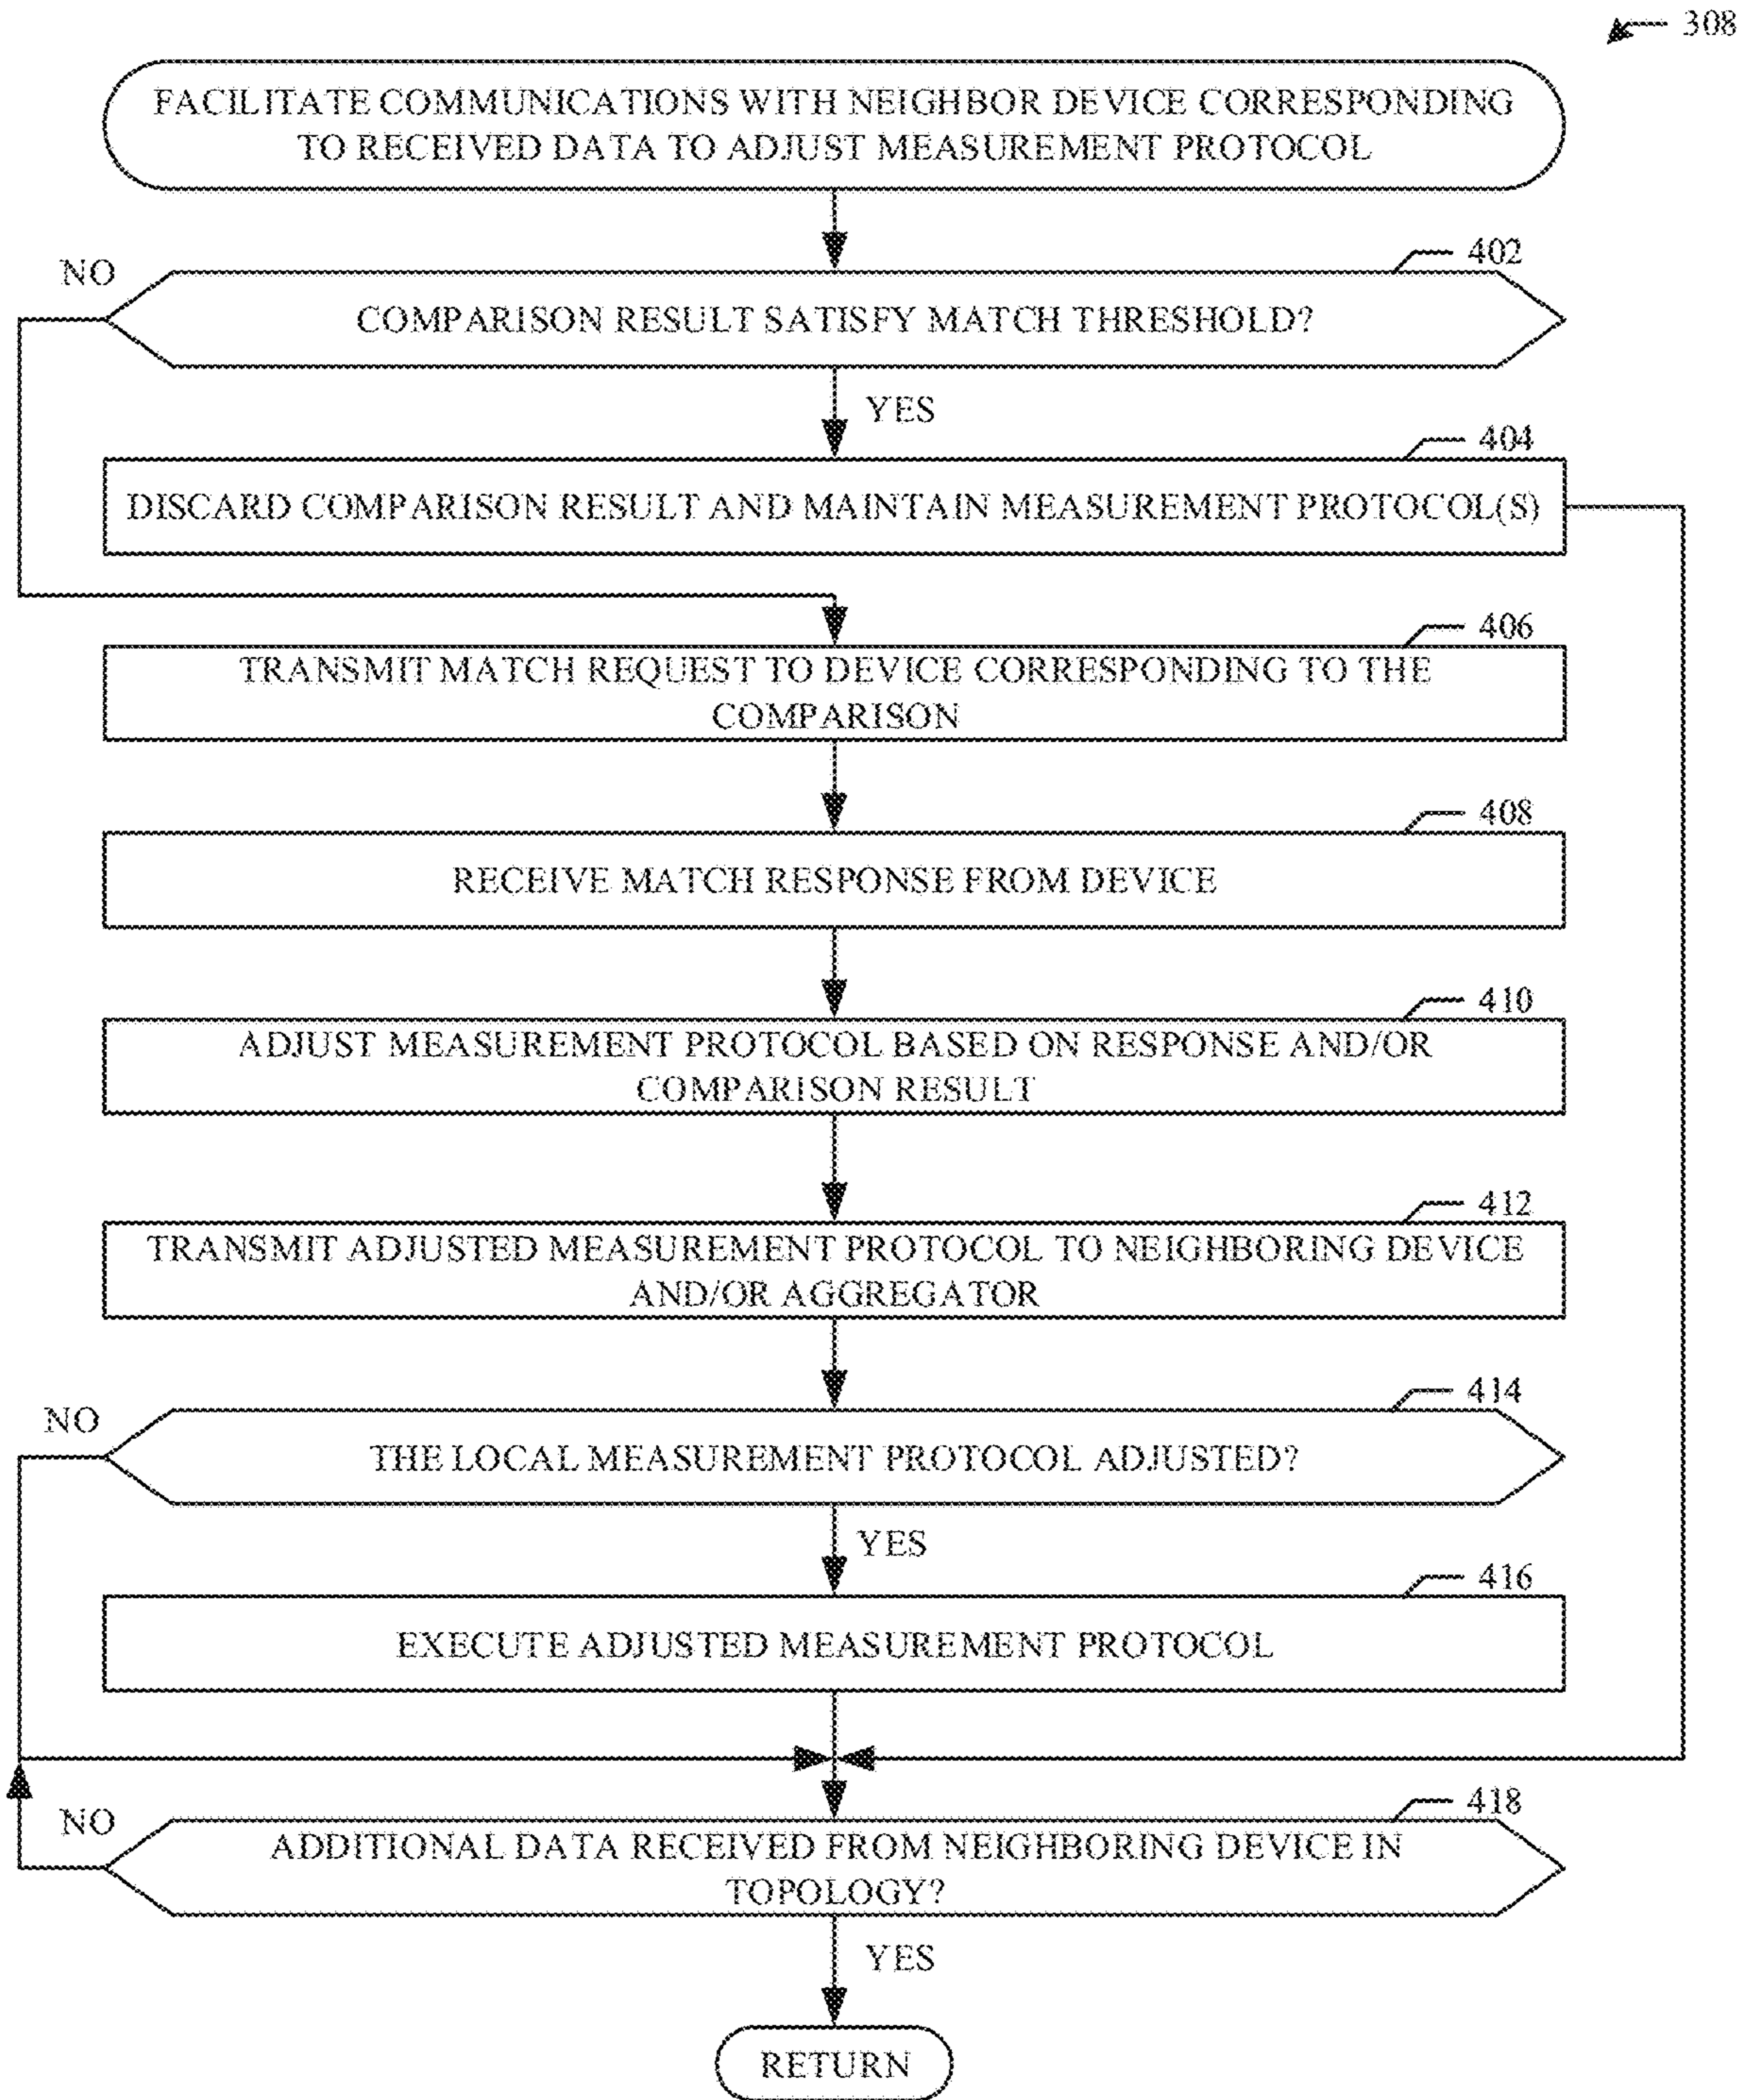 308
FACILITATE COMMUNICATIONS WITH NEIGHBOR DEVICE CORRESPONDING
TO RECEIVED DATA TO ADJUST MEASUREMENT PROTOCOL
402
NO
COMPARISON RESULT SATISFY MATCH THRESHOLD?
YES
404
DISCARD COMPARISON RESULT AND MAINTAIN MEASUREMENT PROTOCOL(S)
406
TRANSMIT MATCH REQUEST TO DEVICE CORRESPONDING TO THE
COMPARISON
408
RECEIVE MATCH RESPONSE FROM DEVICE
410
ADJUST MEASUREMENT PROTOCOL BASED ON RESPONSE AND/OR
COMPARISON RESULT
412
TRANSMIT ADJUSTED MEASUREMENT PROTOCOL TO NEIGHBORING DEVICE
AND/OR AGGREGATOR
414
NO
THE LOCAL MEASUREMENT PROTOCOL ADJUSTED?
YES
416
EXECUTE ADJUSTED MEASUREMENT PROTOCOL
418
NO
ADDITIONAL DATA RECEIVED FROM NEIGHBORING DEVICE IN
TOPOLOGY?
YES
RETURN